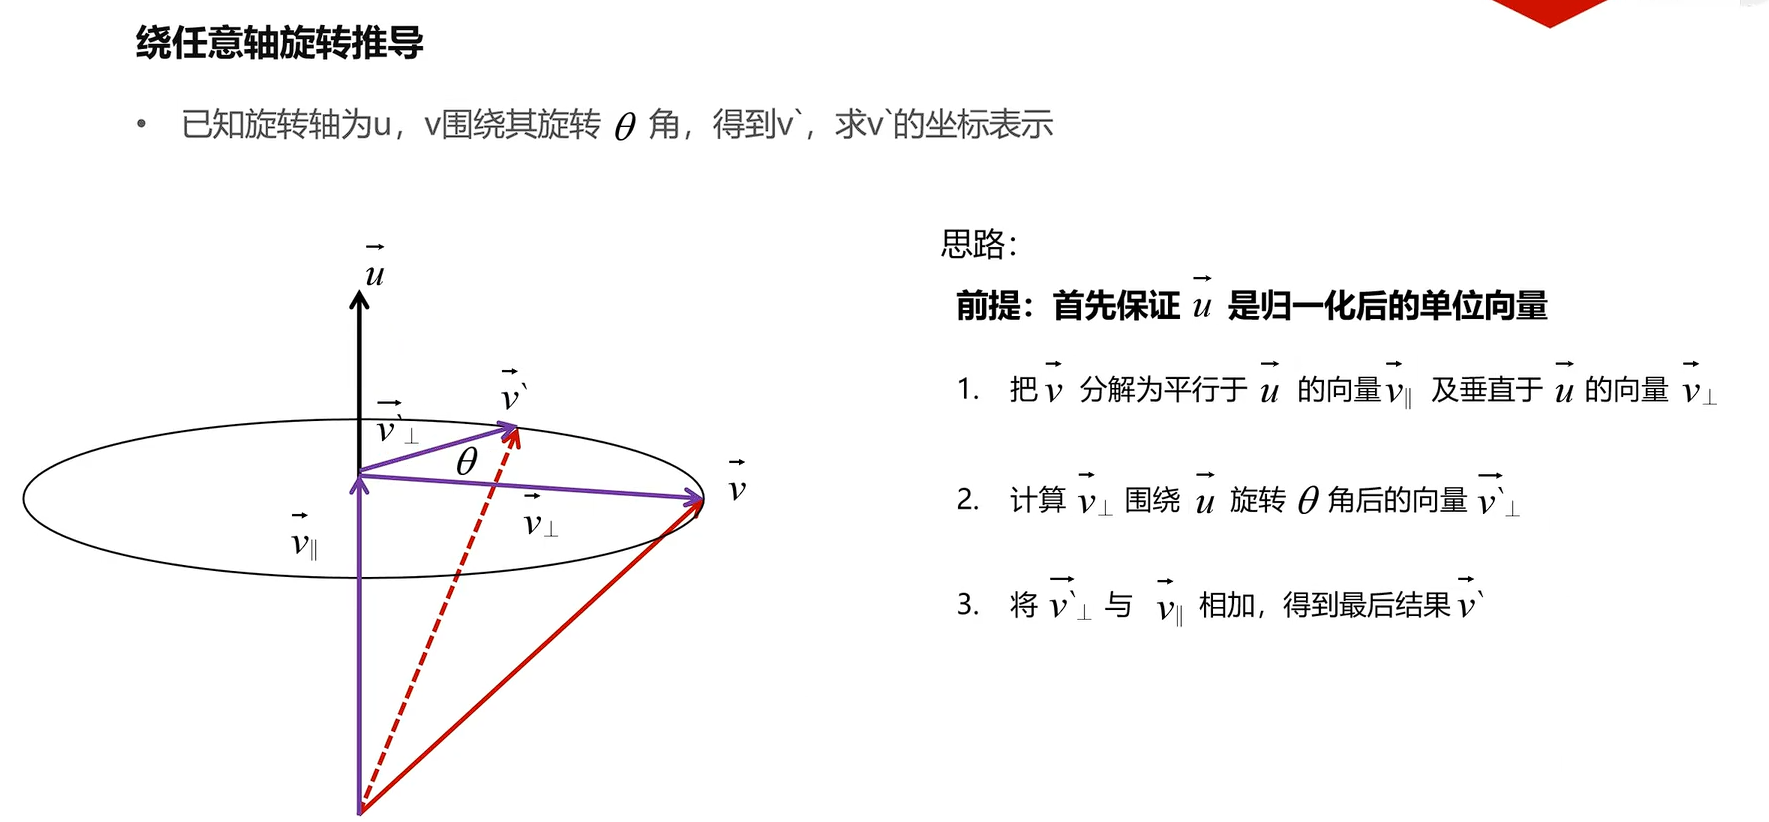 绕任意轴旋转推导
• 已知旋转轴为u，v围绕其旋转 θ 角，得到v`，求v`的坐标表示
思路：
前提：首先保证 $\vec{u}$ 是归一化后的单位向量
1. 把 $\vec{v}$ 分解为平行于 $\vec{u}$ 的向量 $\vec{v}_{\parallel}$ 及垂直于 $\vec{u}$ 的向量 $\vec{v}_{\perp}$
2. 计算 $\vec{v}_{\perp}$ 围绕 $\vec{u}$ 旋转 θ 角后的向量 $\vec{v`}_{\perp}$
3. 将 $\vec{v`}_{\perp}$ 与 $\vec{v}_{\parallel}$ 相加，得到最后结果 $\vec{v}`$
$\vec{u}$
$\vec{v}`$
$\vec{v`}_{\perp}$
θ
$\vec{v}$
$\vec{v}_{\perp}$
$\vec{v}_{\parallel}$